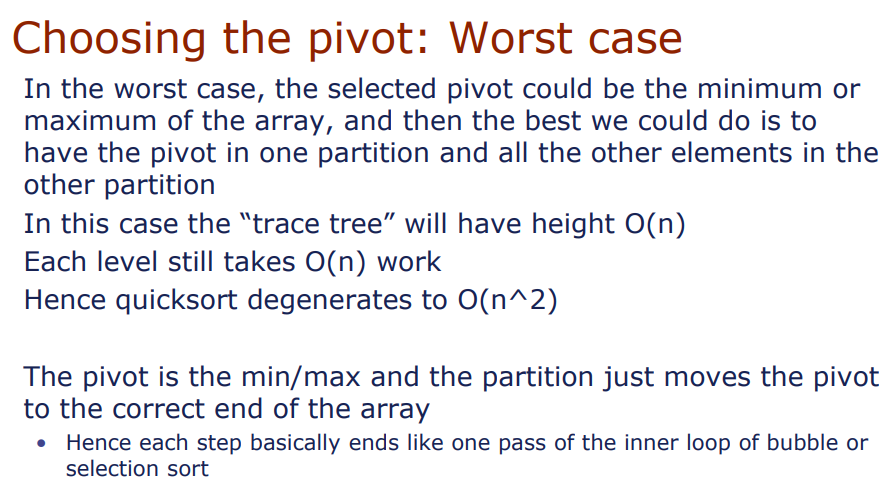 Choosing the pivot: Worst case
In the worst case, the selected pivot could be the minimum or
maximum of the array, and then the best we could do is to
have the pivot in one partition and all the other elements in the
other partition
In this case the “trace tree” will have height O(n)
Each level still takes O(n) work
Hence quicksort degenerates to O(n^2)
The pivot is the min/max and the partition just moves the pivot
to the correct end of the array
• Hence each step basically ends like one pass of the inner loop of bubble or
selection sort